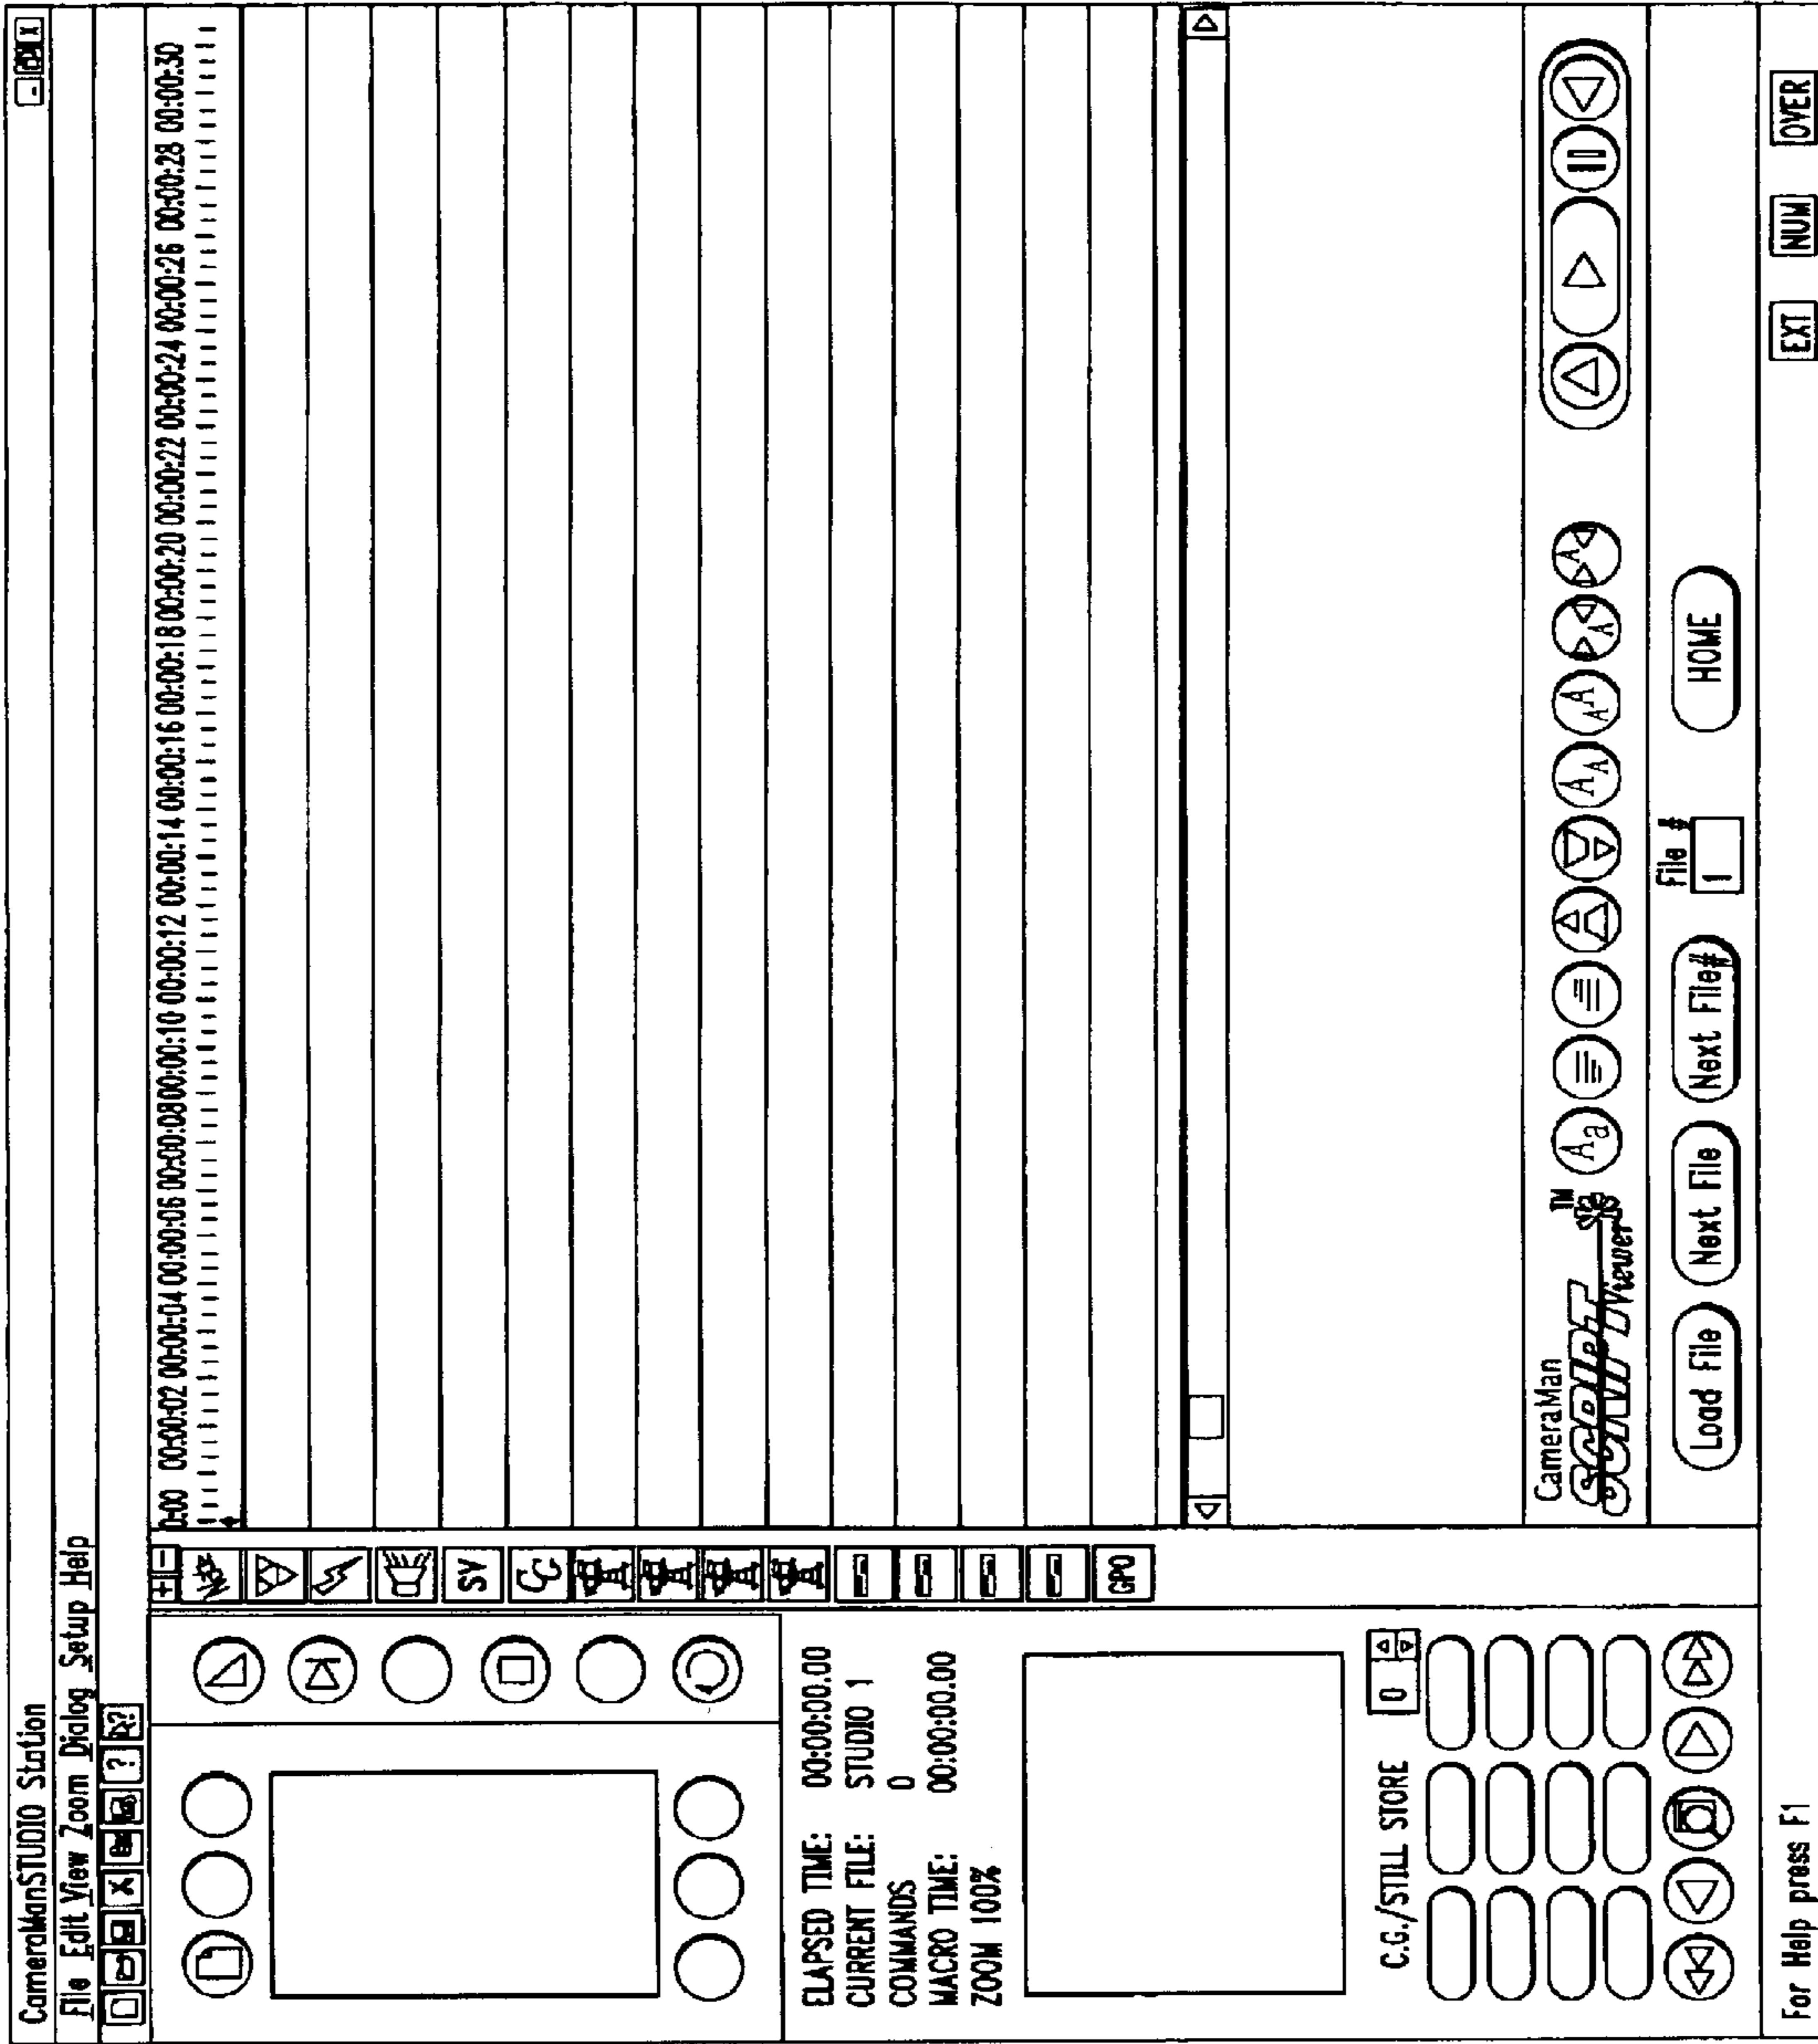 CameraManSTUDIO Station
File Edit View Zoom Dialog Setup Help
?
?
+ -
0:00 00:00:02 00:00:04 00:00:06 00:00:08 00:00:10 00:00:12 00:00:14 00:00:16 00:00:18 00:00:20 00:00:22 00:00:24 00:00:26 00:00:28 00:00:30
SV
CC
GPO
ELAPSED TIME: 00:00:00.00
CURRENT FILE: STUDIO 1
COMMANDS 0
MACRO TIME: 00:00:00.00
ZOOM 100%
C.G./STILL STORE 0
CameraMan
SCRIPT Viewer TM
Aa A A A A A A
Load File Next File Next File# File # 1 HOME
For Help press F1
EXT NUM OVER